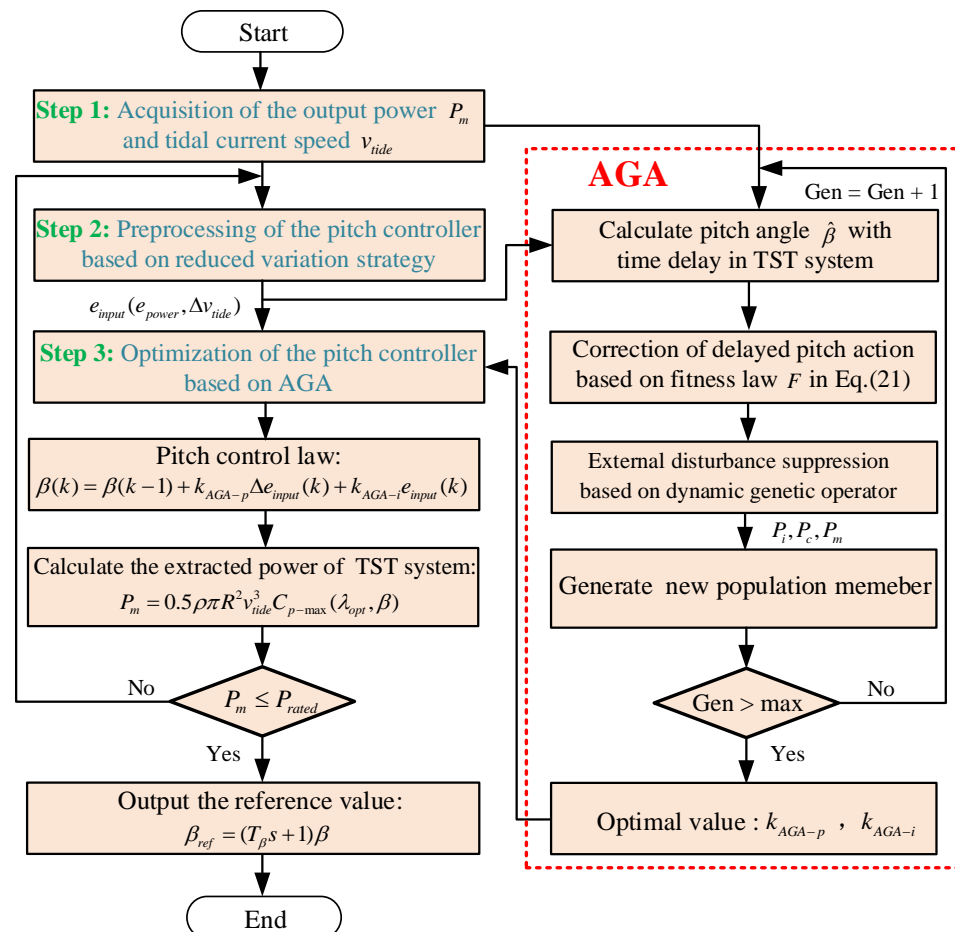 Start
Step 1: Acquisition of the output power P_m
and tidal current speed v_tide
Step 2: Preprocessing of the pitch controller
based on reduced variation strategy
e_input(e_power, Δv_tide)
Step 3: Optimization of the pitch controller
based on AGA
Pitch control law:
β(k) = β(k−1) + k_AGA−p Δe_input(k) + k_AGA−i e_input(k)
Calculate the extracted power of TST system:
P_m = 0.5ρπR²v³_tide C_p−max(λ_opt, β)
No
P_m ≤ P_rated
Yes
Output the reference value:
β_ref = (T_β s + 1)β
End
AGA
Gen = Gen + 1
Calculate pitch angle β̂ with
time delay in TST system
Correction of delayed pitch action
based on fitness law F in Eq.(21)
External disturbance suppression
based on dynamic genetic operator
P_i, P_c, P_m
Generate new population memeber
No
Gen > max
Yes
Optimal value : k_AGA−p , k_AGA−i